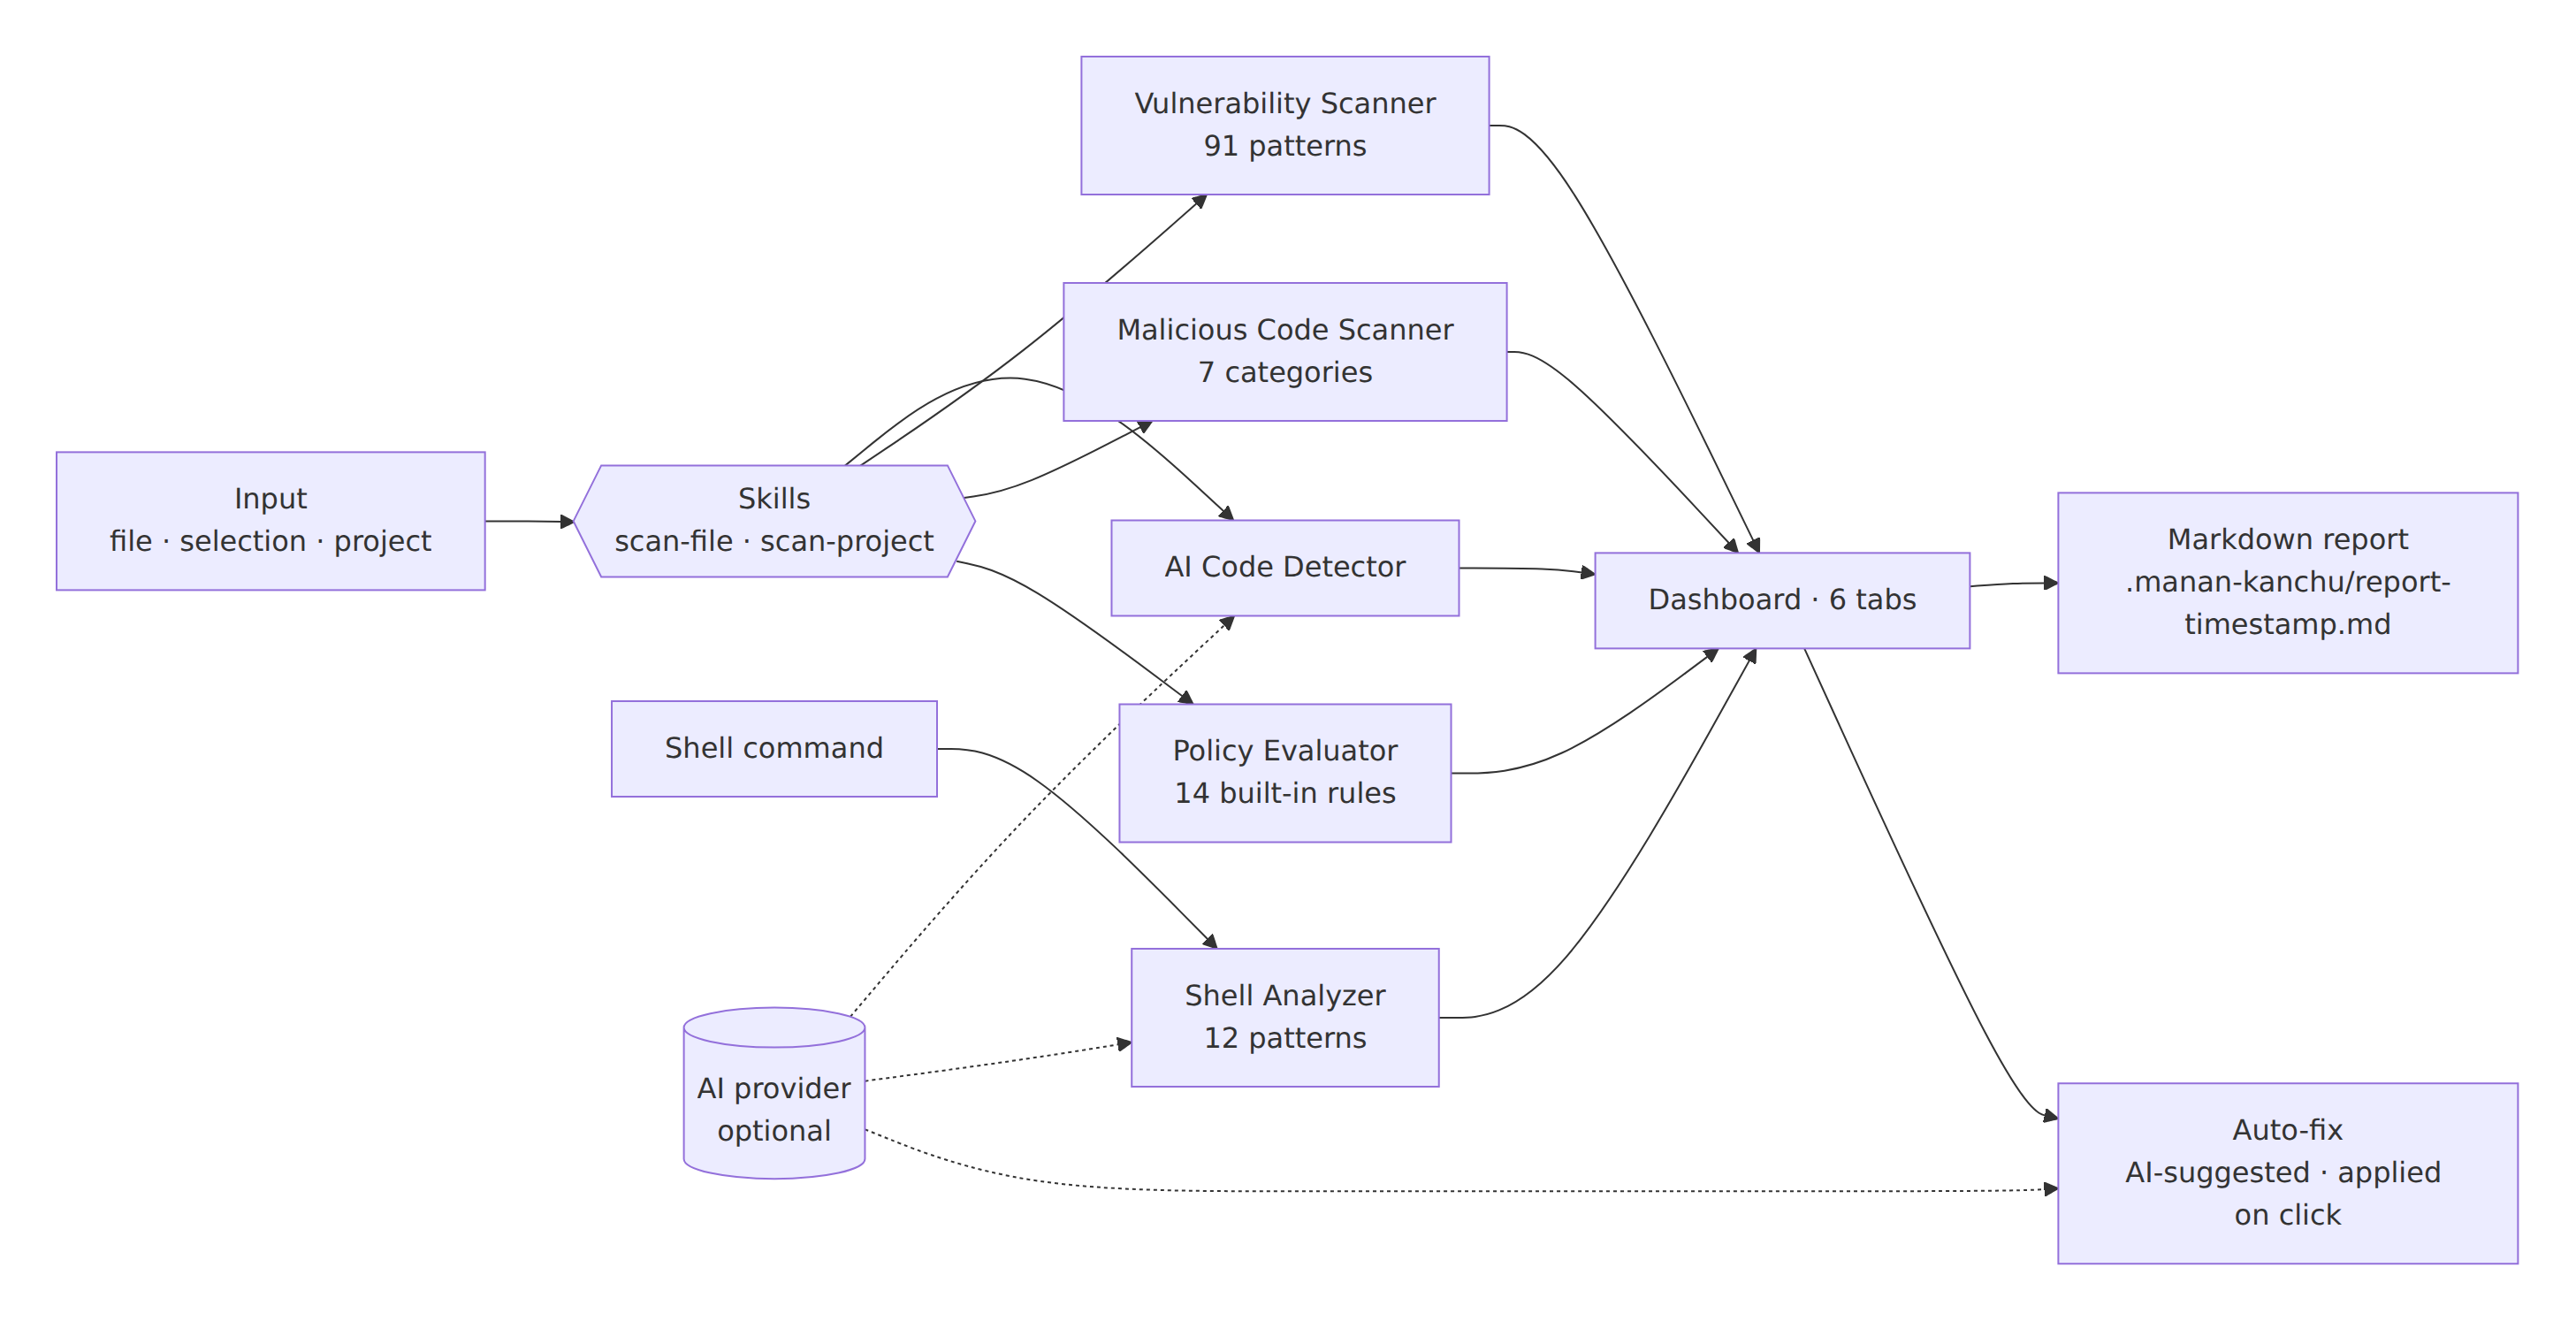 Vulnerability Scanner
91 patterns
Malicious Code Scanner
7 categories
Input
file · selection · project
Skills
scan-file · scan-project
AI Code Detector
Dashboard · 6 tabs
Markdown report
.manan-kanchu/report-
timestamp.md
Shell command
Policy Evaluator
14 built-in rules
Shell Analyzer
12 patterns
AI provider
optional
Auto-fix
AI-suggested · applied
on click